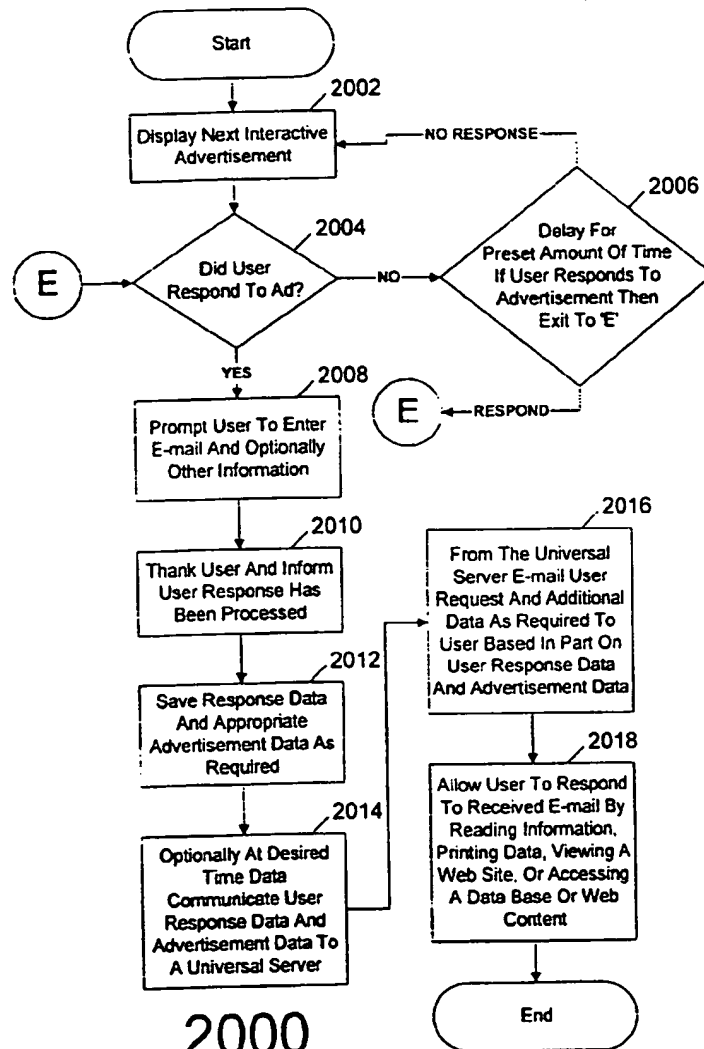 Start
2002
Display Next Interactive
Advertisement
NO RESPONSE
2004
2006
E
Did User
Respond To Ad?
NO
Delay For
Preset Amount Of Time
If User Responds To
Advertisement Then
Exit To 'E'
YES
E
RESPOND
2008
Prompt User To Enter
E-mail And Optionally
Other Information
2010
Thank User And Inform
User Response Has
Been Processed
2012
Save Response Data
And Appropriate
Advertisement Data As
Required
2014
Optionally At Desired
Time Data
Communicate User
Response Data And
Advertisement Data To
A Universal Server
2016
From The Universal
Server E-mail User
Request And Additional
Data As Required To
User Based In Part On
User Response Data
And Advertisement Data
2018
Allow User To Respond
To Received E-mail By
Reading Information,
Printing Data, Viewing A
Web Site, Or Accessing
A Data Base Or Web
Content
End
2000